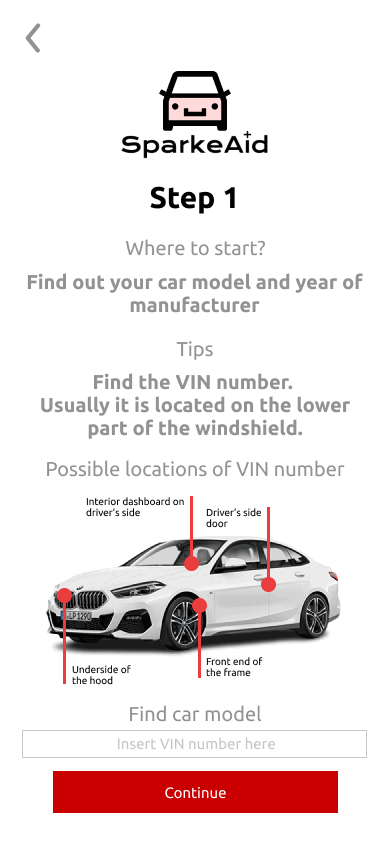 SparkeAid
Step 1
Where to start?
Find out your car model and year of
manufacturer
Tips
Find the VIN number.
Usually it is located on the lower
part of the windshield.
Possible locations of VIN number
Interior dashboard on
driver's side
Driver's side
door
Underside of
the hood
Front end of
the frame
Find car model
Insert VIN number here
Continue